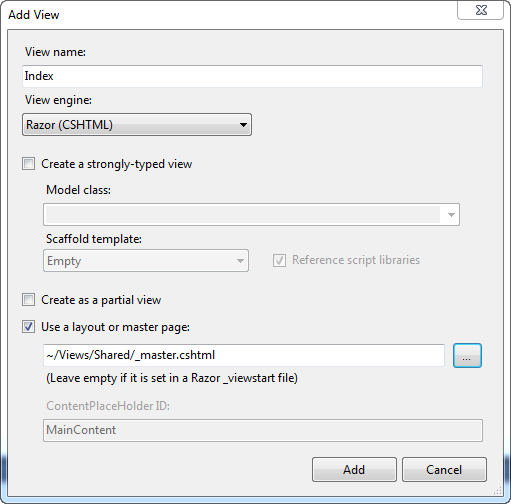 Add View
View name:
Index
View engine:
Razor (CSHTML)
Create a strongly-typed view
Model class:
Scaffold template:
Empty
Reference script libraries
Create as a partial view
Use a layout or master page:
~/Views/Shared/_master.cshtml
...
(Leave empty if it is set in a Razor _viewstart file)
ContentPlaceHolder ID:
MainContent
Add
Cancel